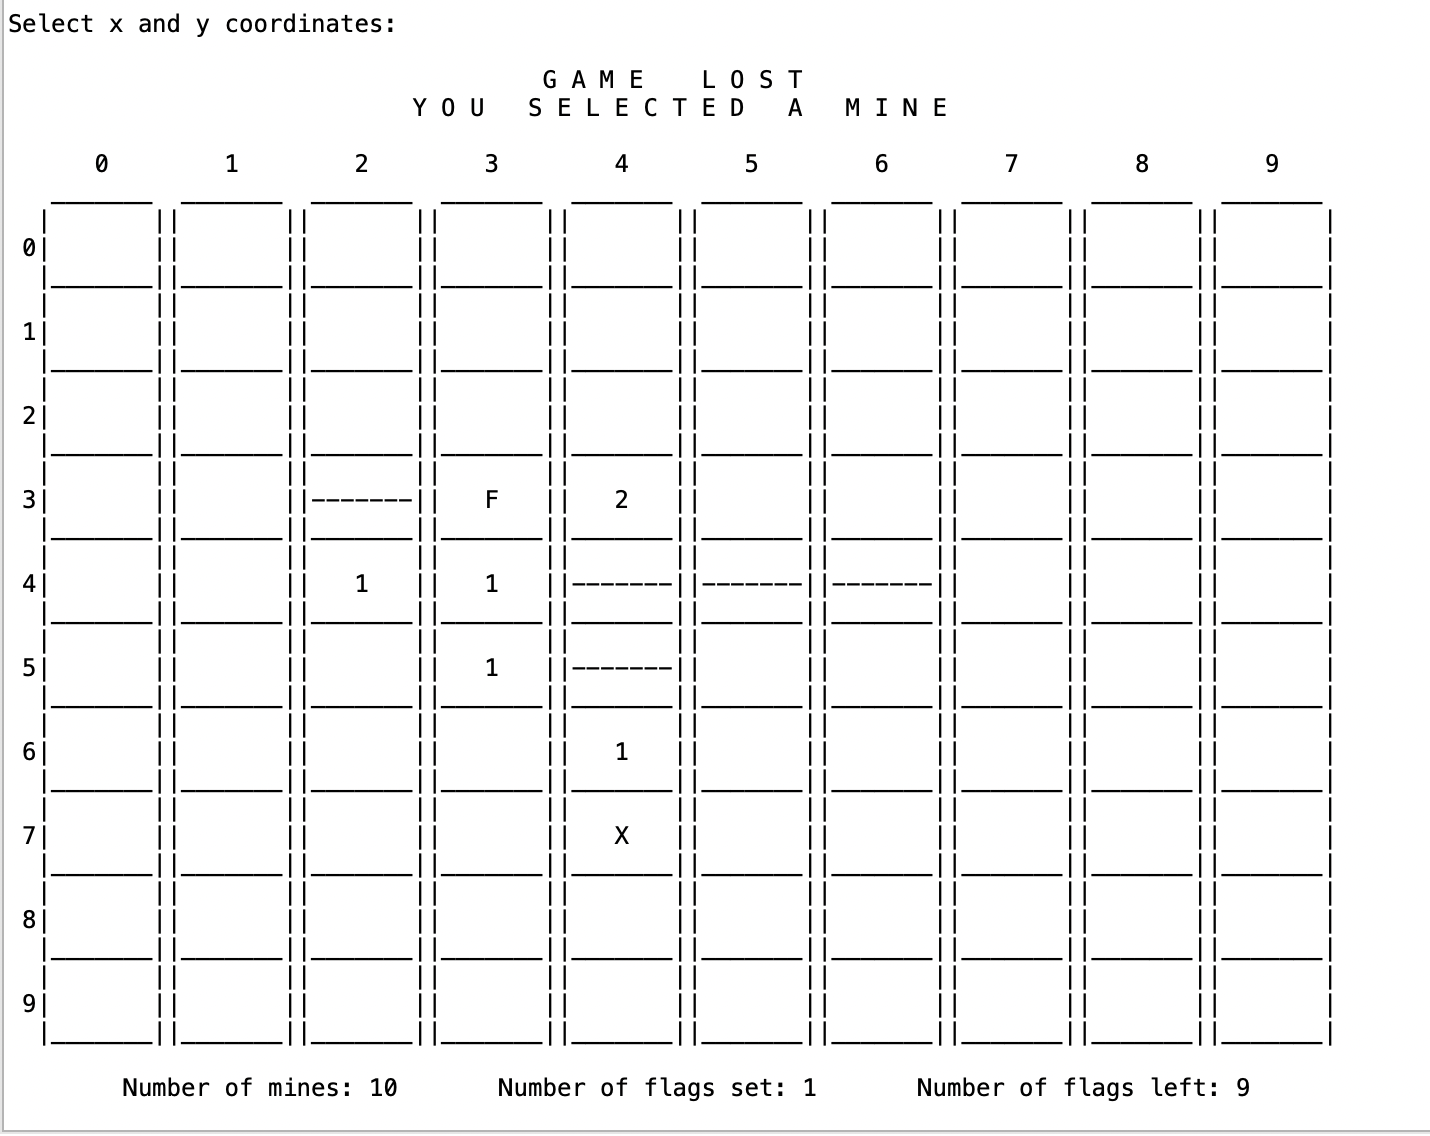 Select x and y coordinates:
G A M E   L O S T
Y O U   S E L E C T E D   A   M I N E
0 1 2 3 4 5 6 7 8 9
0
1
2
3 ------- F 2
4 1 1 ------- ------- -------
5 1 -------
6 1
7 X
8
9
Number of mines: 10 Number of flags set: 1 Number of flags left: 9